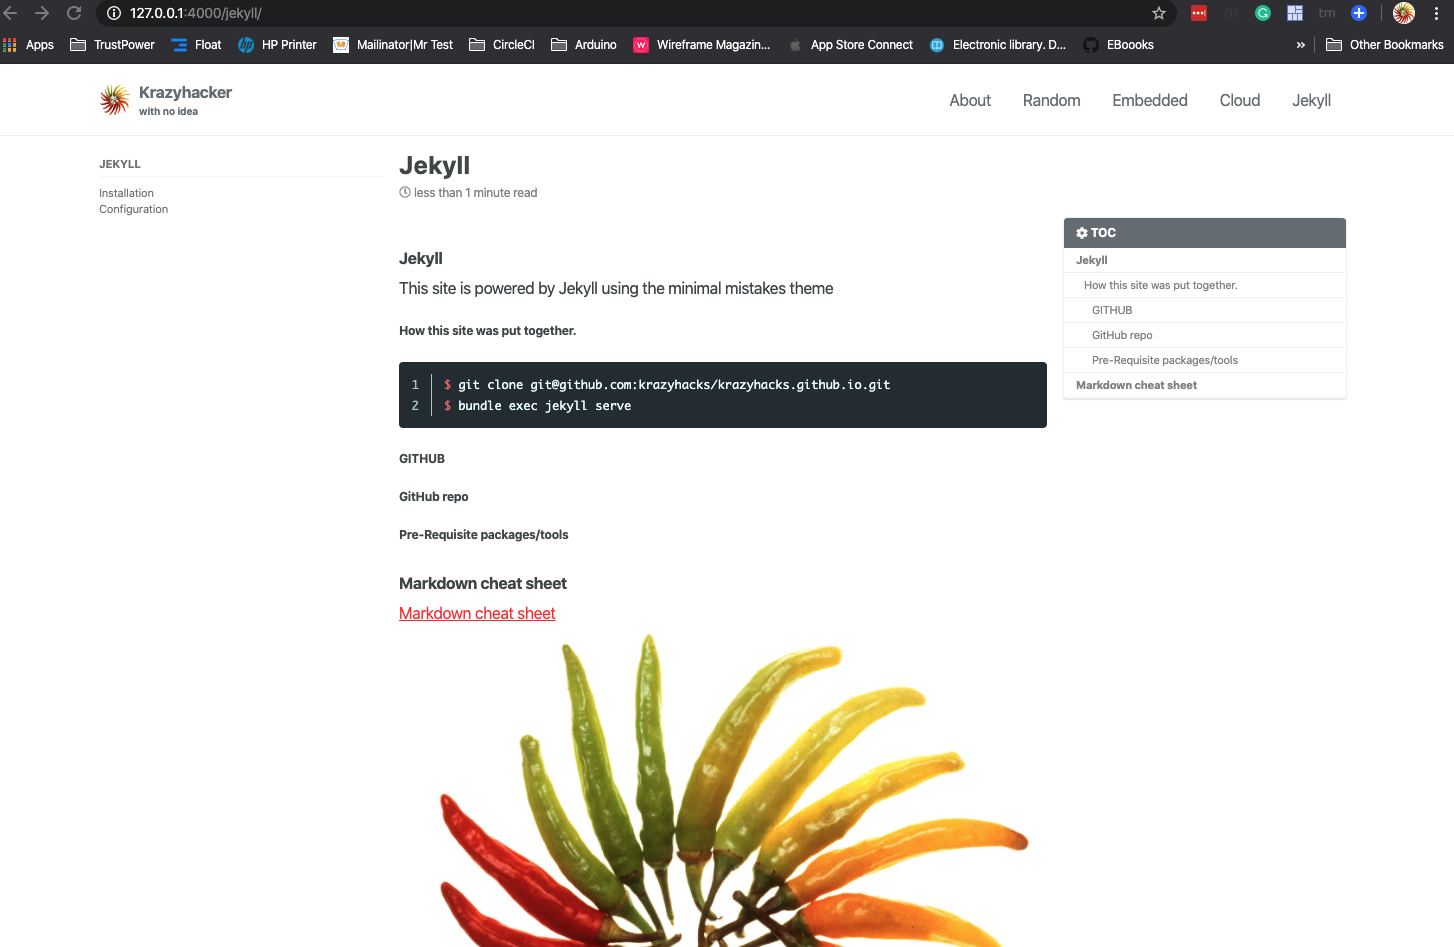 127.0.0.1:4000/jekyll/
tm
Apps TrustPower Float HP Printer Mailinator|Mr Test CircleCI Arduino Wireframe Magazin... App Store Connect Electronic library. D... EBoooks » Other Bookmarks
Krazyhacker
with no idea
About Random Embedded Cloud Jekyll
JEKYLL
Installation
Configuration
Jekyll
less than 1 minute read
TOC
Jekyll
How this site was put together.
GITHUB
GitHub repo
Pre-Requisite packages/tools
Markdown cheat sheet
Jekyll
This site is powered by Jekyll using the minimal mistakes theme
How this site was put together.
1 $ git clone git@github.com:krazyhacks/krazyhacks.github.io.git
2 $ bundle exec jekyll serve
GITHUB
GitHub repo
Pre-Requisite packages/tools
Markdown cheat sheet
Markdown cheat sheet